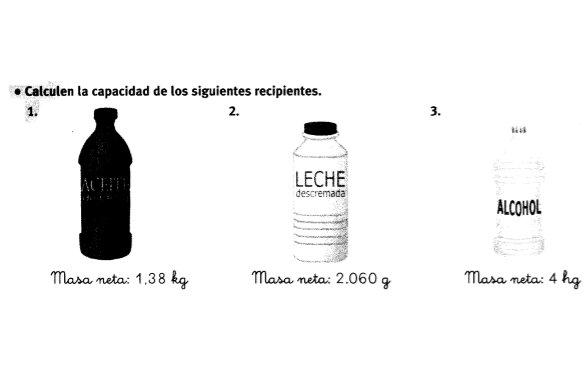 • Calculen la capacidad de los siguientes recipientes.
1.
2.
3.
ACEITE
LECHE
descremada
ALCOHOL
Masa neta: 1,38 kg
Masa neta: 2.060 g
Masa neta: 4 hg